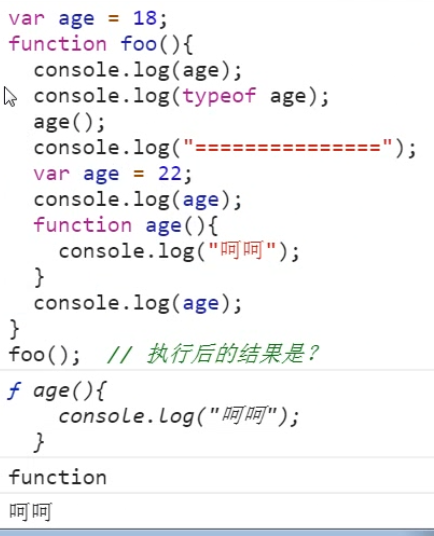 var age = 18;
function foo(){
  console.log(age);
  console.log(typeof age);
  age();
  console.log("===============");
  var age = 22;
  console.log(age);
  function age(){
    console.log("呵呵");
  }
  console.log(age);
}
foo();  // 执行后的结果是？
ƒ age(){
    console.log("呵呵");
  }
function
呵呵